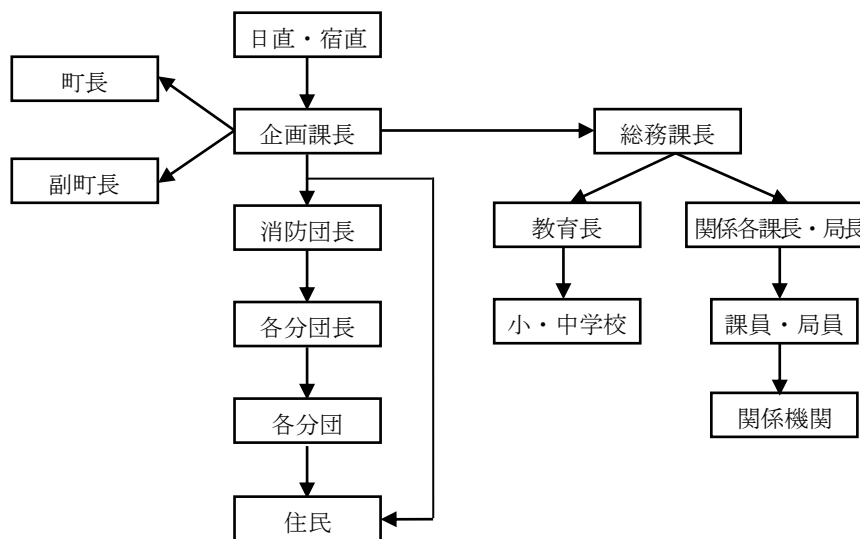 日直・宿直
町長
企画課長
総務課長
副町長
消防団長
教育長
関係各課長・局長
各分団長
小・中学校
課員・局員
各分団
関係機関
住民